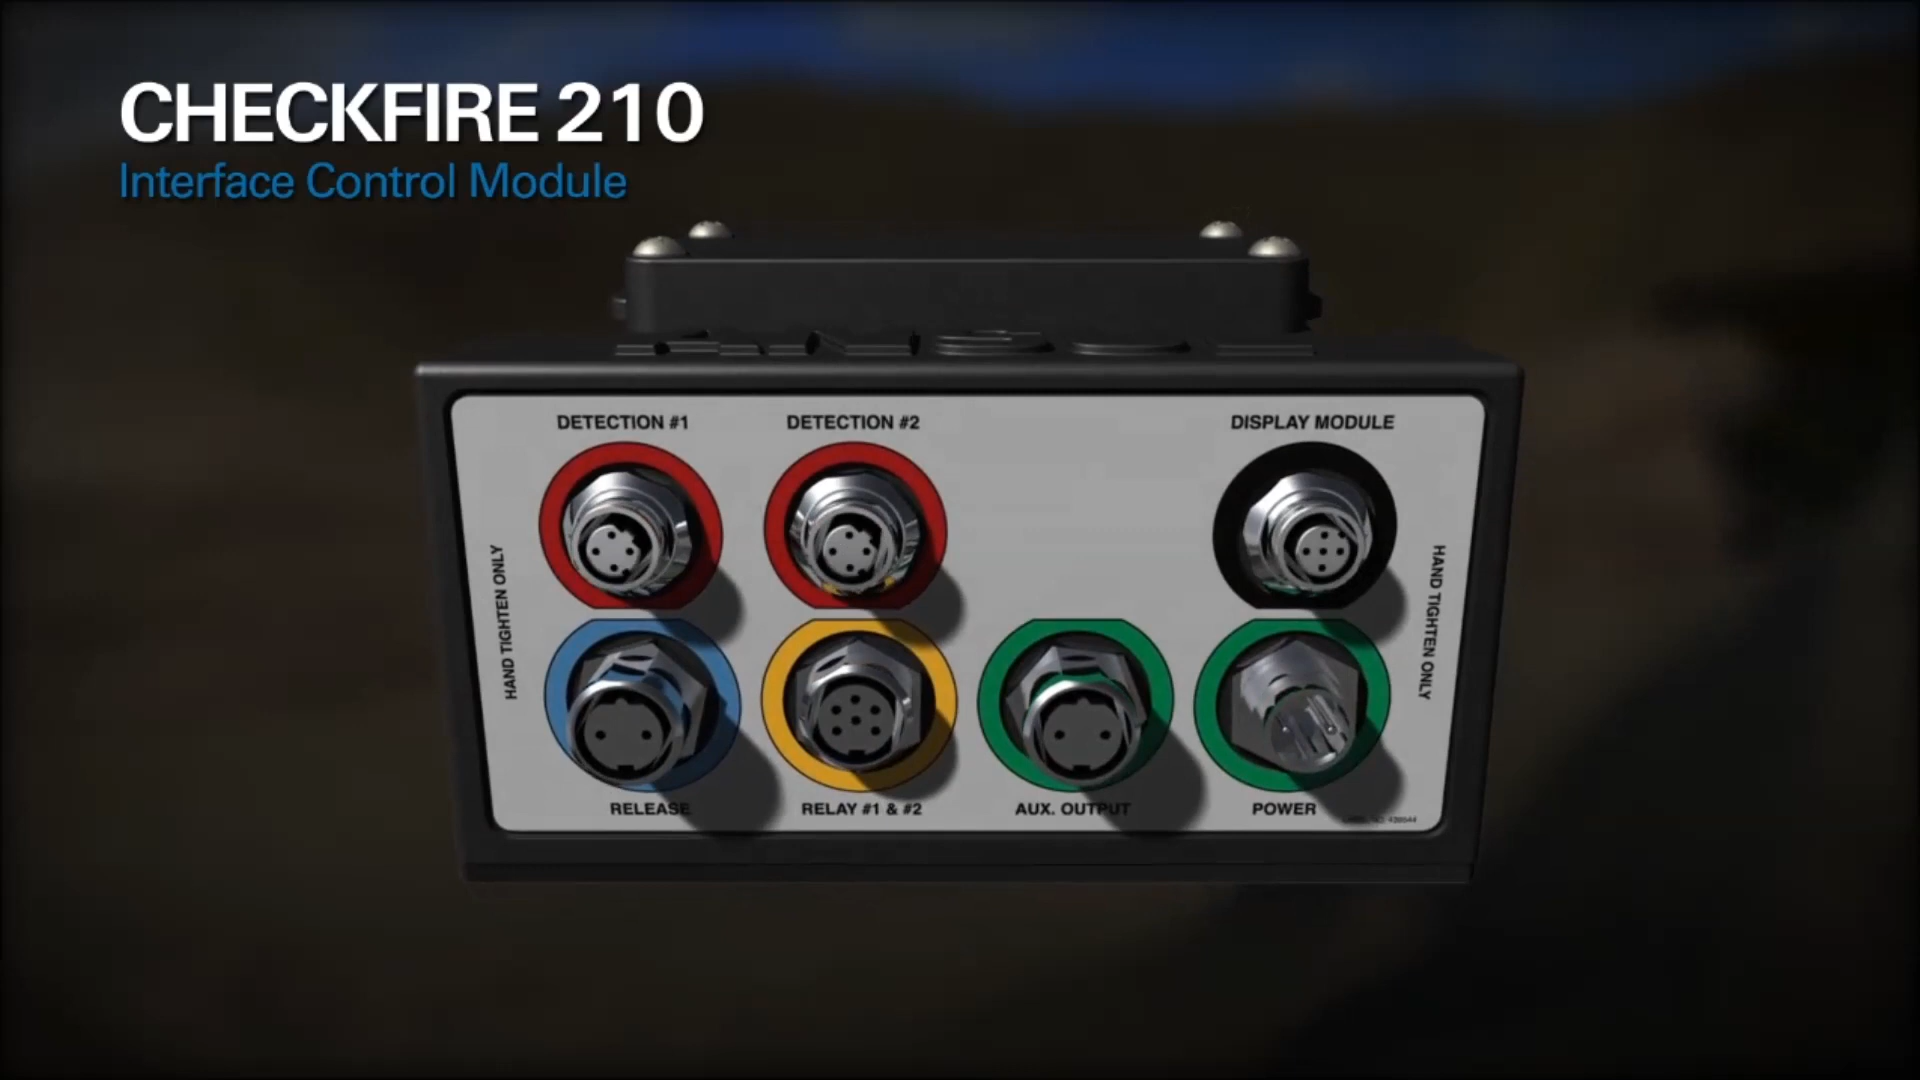 CHECKFIRE 210
Interface Control Module
DETECTION #1
DETECTION #2
DISPLAY MODULE
HAND TIGHTEN ONLY
HAND TIGHTEN ONLY
RELEASE
RELAY #1 & #2
AUX. OUTPUT
POWER